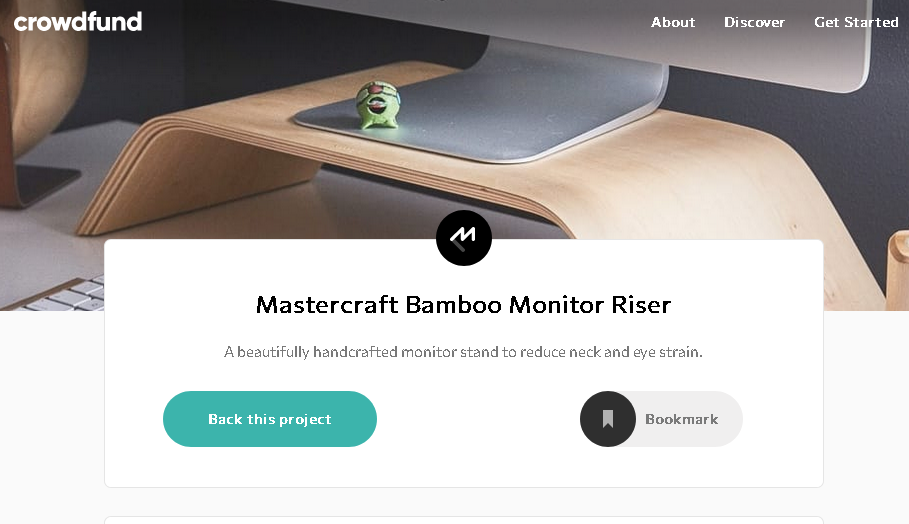 crowdfund
About Discover Get Started
Mastercraft Bamboo Monitor Riser
A beautifully handcrafted monitor stand to reduce neck and eye strain.
Back this project Bookmark